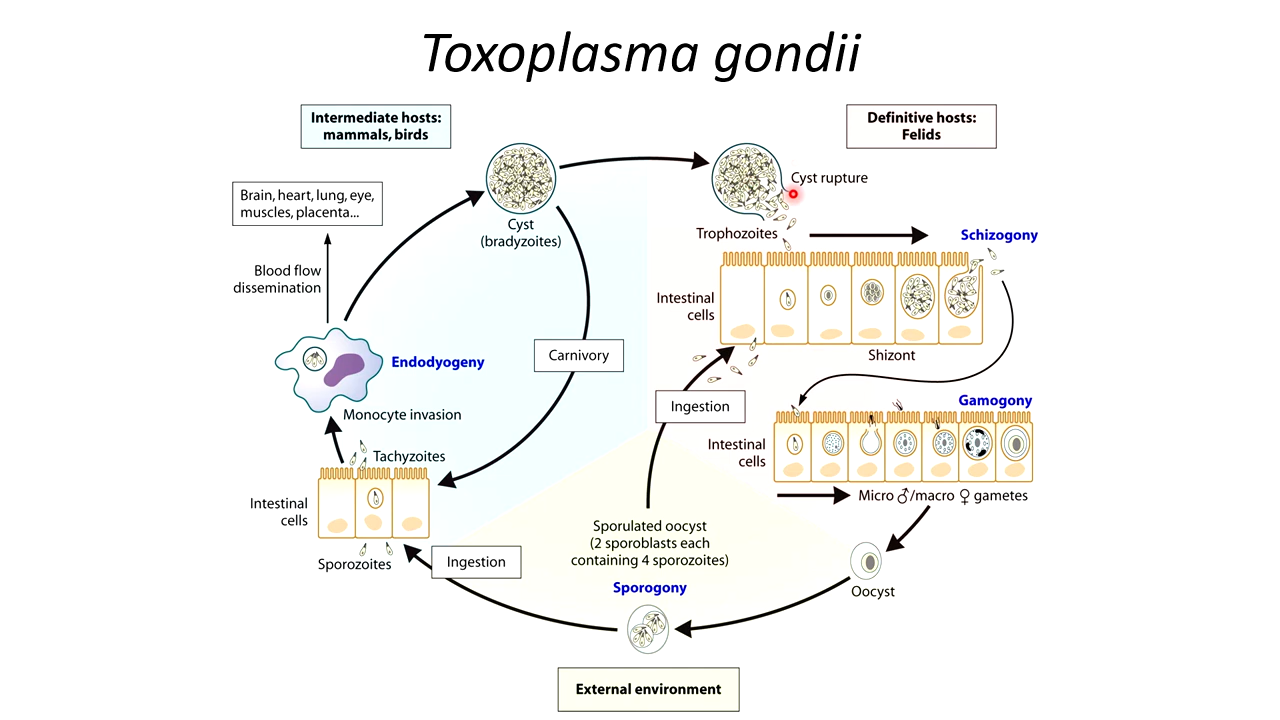 Toxoplasma gondii
Intermediate hosts:
mammals, birds
Definitive hosts:
Felids
Brain, heart, lung, eye,
muscles, placenta...
Cyst
(bradyzoites)
Cyst rupture
Trophozoites
Schizogony
Blood flow
dissemination
Intestinal
cells
Shizont
Endodyogeny
Carnivory
Monocyte invasion
Ingestion
Gamogony
Tachyzoites
Intestinal
cells
Micro ♂/macro ♀ gametes
Intestinal
cells
Sporozoites
Ingestion
Sporulated oocyst
(2 sporoblasts each
containing 4 sporozoites)
Sporogony
Oocyst
External environment